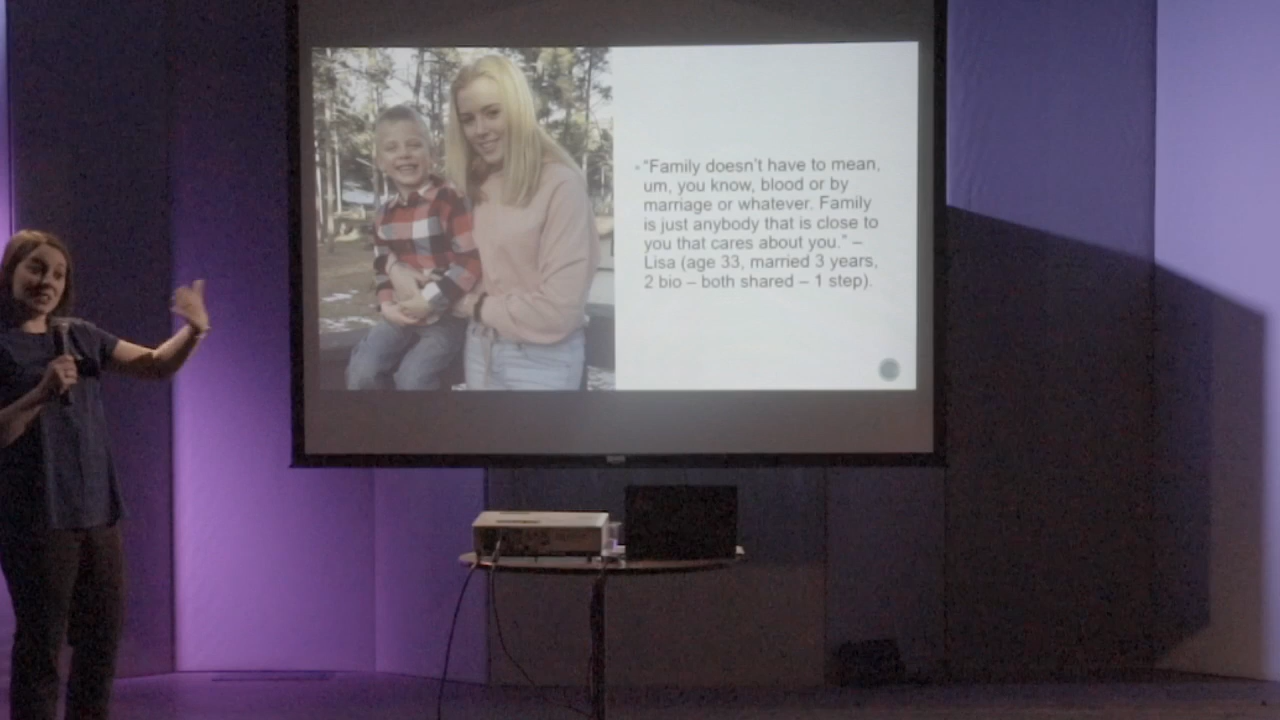 “Family doesn't have to mean,
um, you know, blood or by
marriage or whatever. Family
is just anybody that is close to
you that cares about you.” –
Lisa (age 33, married 3 years,
2 bio – both shared – 1 step).